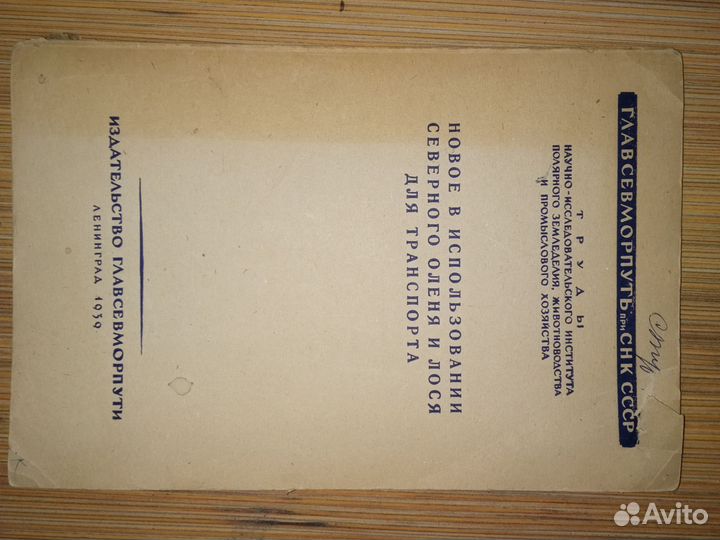 ГЛАВСЕВМОРПУТЬ ПРИ СНК СССР
ТРУДЫ
НАУЧНО-ИССЛЕДОВАТЕЛЬСКОГО ИНСТИТУТА
ПОЛЯРНОГО ЗЕМЛЕДЕЛИЯ, ЖИВОТНОВОДСТВА
И ПРОМЫСЛОВОГО ХОЗЯЙСТВА
НОВОЕ В ИСПОЛЬЗОВАНИИ
СЕВЕРНОГО ОЛЕНЯ И ЛОСЯ
ДЛЯ ТРАНСПОРТА
ИЗДАТЕЛЬСТВО ГЛАВСЕВМОРПУТИ
ЛЕНИНГРАД 1939
Avito